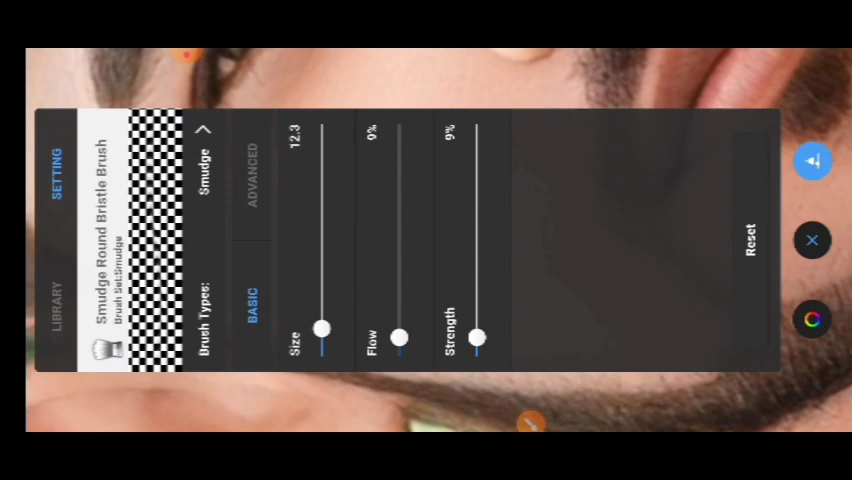 LIBRARY
SETTING
Smudge Round Bristle Brush
Brush Set:Smudge
Brush Types:
Smudge
BASIC
ADVANCED
Size
12.3
Flow
9%
Strength
9%
Reset